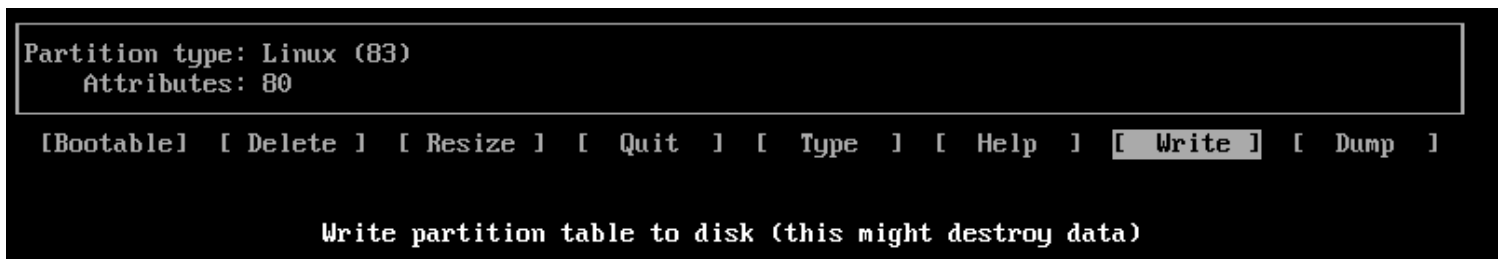 Partition type: Linux (83)
Attributes: 80
[Bootable] [ Delete ] [ Resize ] [ Quit ] [ Type ] [ Help ] [ Write ] [ Dump ]
Write partition table to disk (this might destroy data)